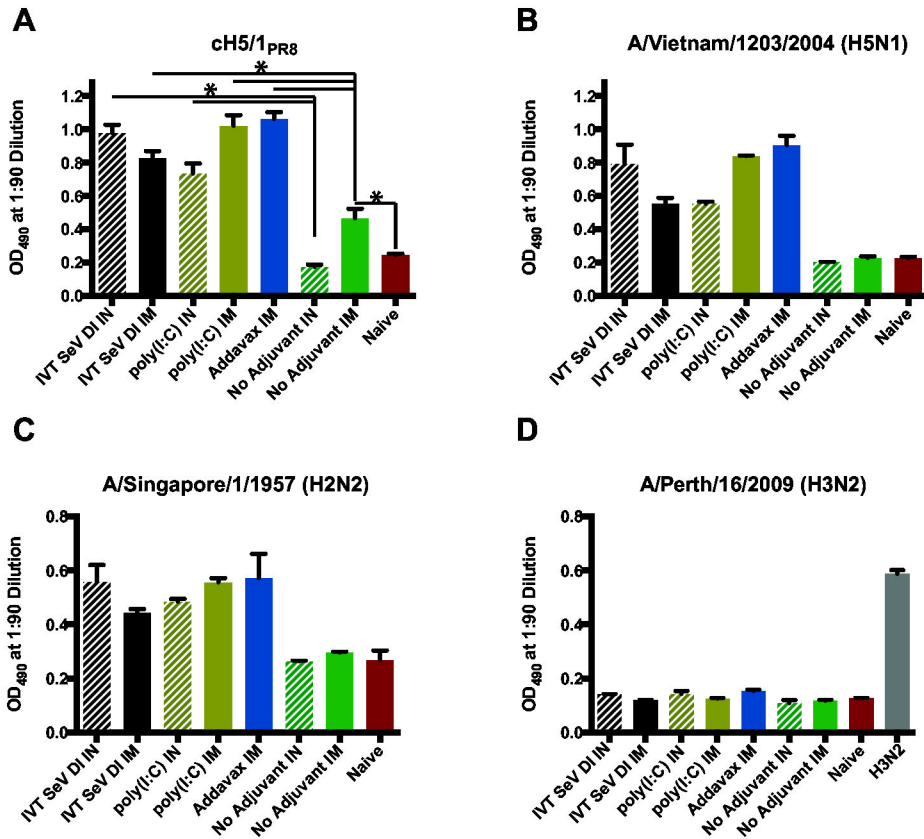 A
cH5/1PR8
*
*
*
OD490 at 1:90 Dilution
1.2
1.0
0.8
0.6
0.4
0.2
0.0
IVT SeV DI IN
IVT SeV DI IM
poly(I:C) IN
poly(I:C) IM
Addavax IM
No Adjuvant IN
No Adjuvant IM
Naive
B
A/Vietnam/1203/2004 (H5N1)
OD490 at 1:90 Dilution
1.2
1.0
0.8
0.6
0.4
0.2
0.0
IVT SeV DI IN
IVT SeV DI IM
poly(I:C) IN
poly(I:C) IM
Addavax IM
No Adjuvant IN
No Adjuvant IM
Naive
C
A/Singapore/1/1957 (H2N2)
OD490 at 1:90 Dilution
0.8
0.6
0.4
0.2
0.0
IVT SeV DI IN
IVT SeV DI IM
poly(I:C) IN
poly(I:C) IM
Addavax IM
No Adjuvant IN
No Adjuvant IM
Naive
D
A/Perth/16/2009 (H3N2)
OD490 at 1:90 Dilution
0.8
0.6
0.4
0.2
0.0
IVT SeV DI IN
IVT SeV DI IM
poly(I:C) IN
poly(I:C) IM
Addavax IM
No Adjuvant IN
No Adjuvant IM
Naive
H3N2